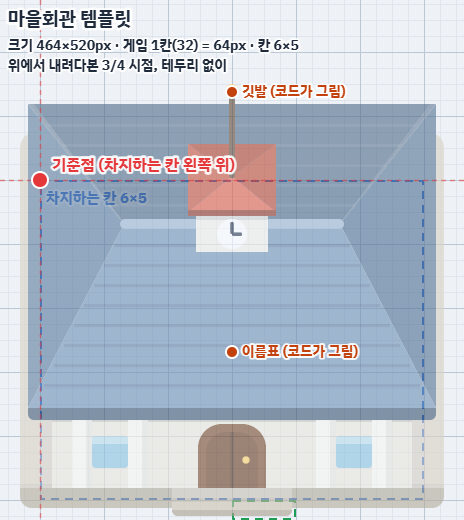 마을회관 템플릿
크기 464×520px · 게임 1칸(32) = 64px · 칸 6×5
위에서 내려다본 3/4 시점, 테두리 없이
깃발 (코드가 그림)
기준점 (차지하는 칸 왼쪽 위)
차지하는 칸 6×5
이름표 (코드가 그림)